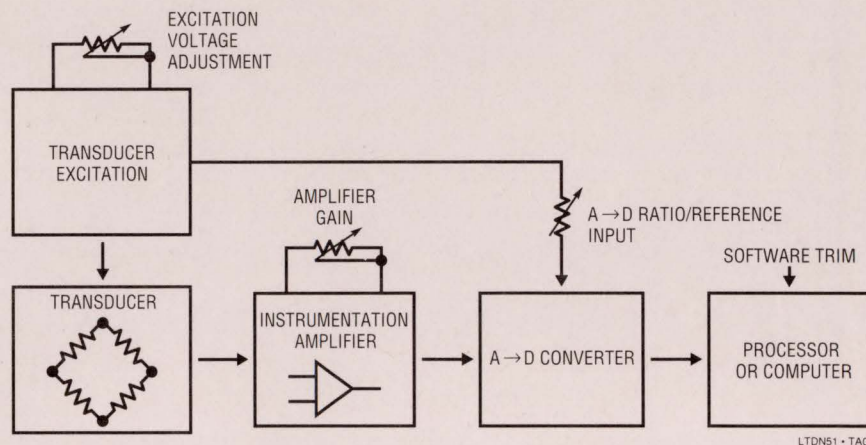 EXCITATION
VOLTAGE
ADJUSTMENT
TRANSDUCER
EXCITATION
AMPLIFIER
GAIN
A→D RATIO/REFERENCE
INPUT
SOFTWARE TRIM
TRANSDUCER
INSTRUMENTATION
AMPLIFIER
A→D CONVERTER
PROCESSOR
OR COMPUTER
LTDN51 • TA0